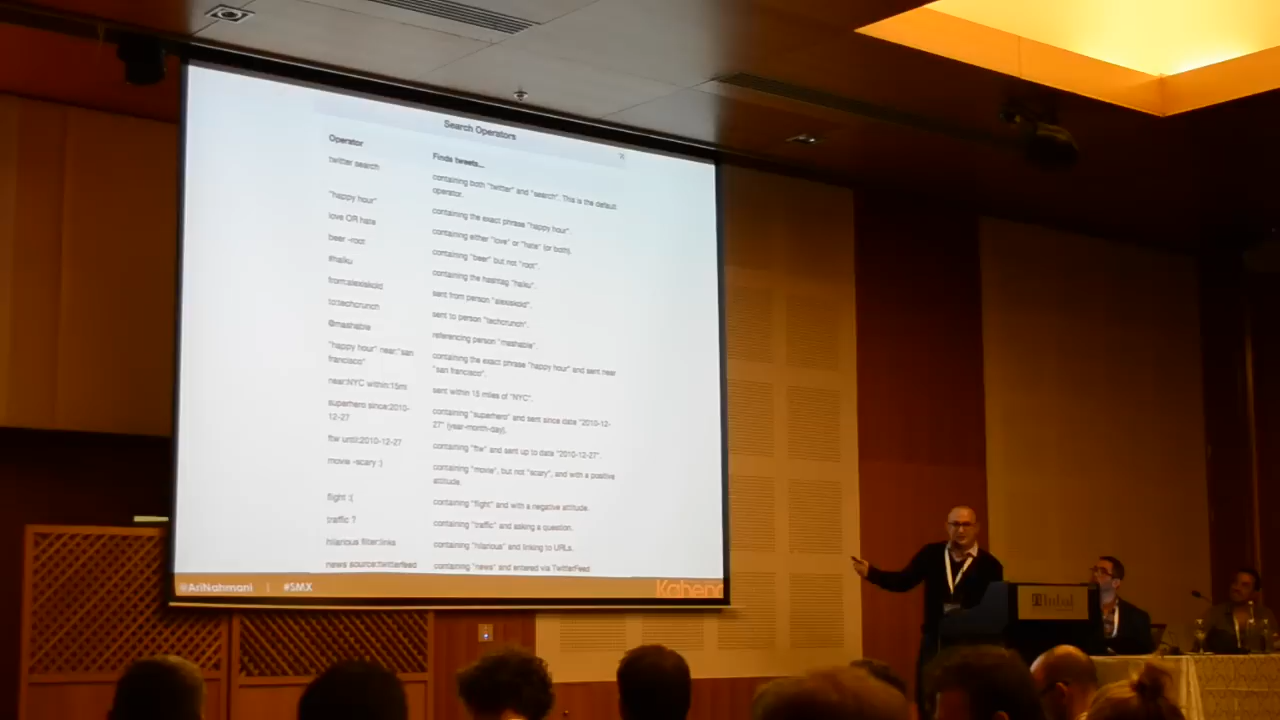 Search Operators
Operator
Finds tweets...
twitter search
containing both "twitter" and "search". This is the default
operator.
"happy hour"
containing the exact phrase "happy hour".
love OR hate
containing either "love" or "hate" (or both).
beer -root
containing "beer" but not "root".
#haiku
containing the hashtag "haiku".
from:alexiskold
sent from person "alexiskold".
to:techcrunch
sent to person "techcrunch".
@mashable
referencing person "mashable".
"happy hour" near:"san
francisco"
containing the exact phrase "happy hour" and sent near
"san francisco".
near:NYC within:15mi
sent within 15 miles of "NYC".
superhero since:2010-
12-27
containing "superhero" and sent since date "2010-12-
27" (year-month-day).
ftw until:2010-12-27
containing "ftw" and sent up to date "2010-12-27".
movie -scary :)
containing "movie", but not "scary", and with a positive
attitude.
flight :(
containing "flight" and with a negative attitude.
traffic ?
containing "traffic" and asking a question.
hilarious filter:links
containing "hilarious" and linking to URLs.
news source:twitterfeed
containing "news" and entered via TwitterFeed
@AriNahmani | #SMX
Kahena
Inbal